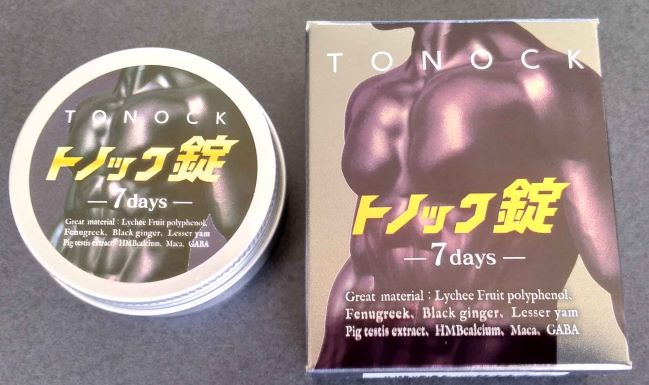 TONOCK
トノック錠
7days
Great material : Lychee Fruit polyphenol、
Fenugreek、Black ginger、Lesser yam
Pig testis extract、HMBcalcium、Maca、GABA
TONOCK
トノック錠
7days
Great material : Lychee Fruit polyphenol、
Fenugreek、Black ginger、Lesser yam
Pig testis extract、HMBcalcium、Maca、GABA